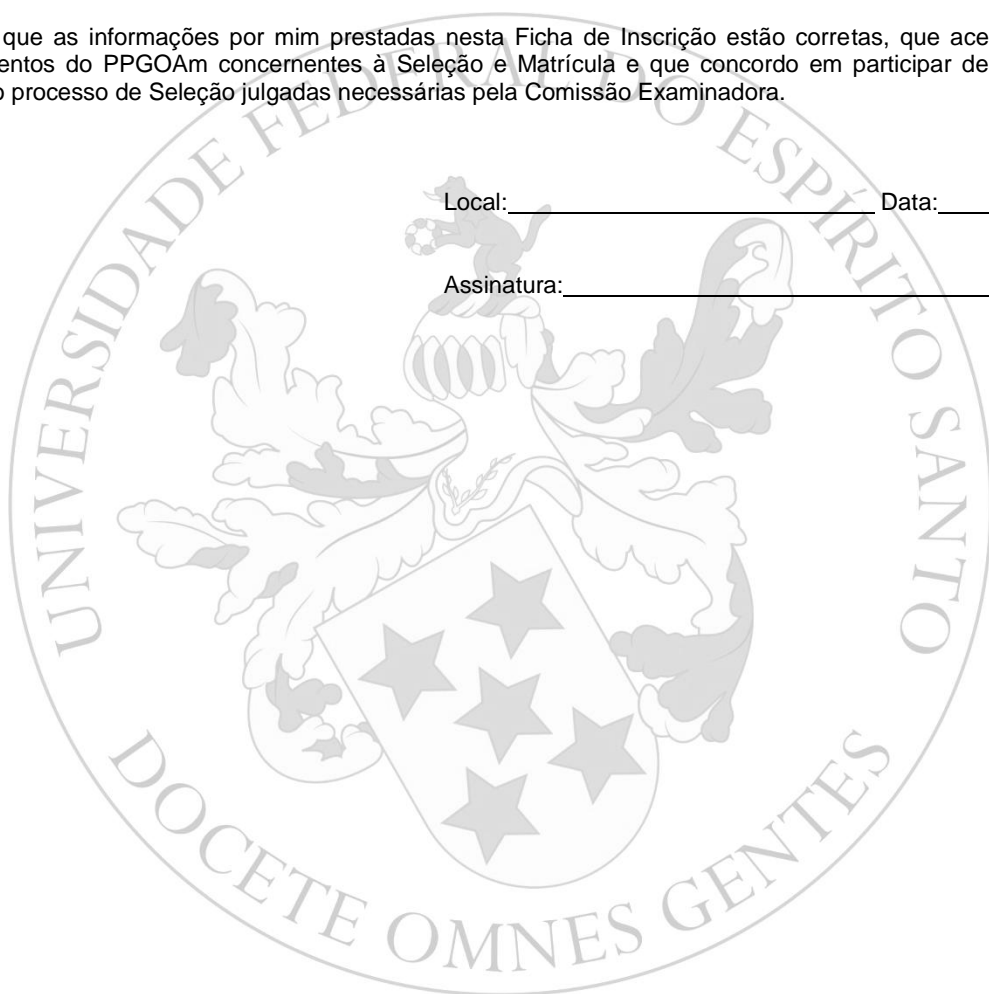 que as informações por mim prestadas nesta Ficha de Inscrição estão corretas, que ace
entos do PPGOAm concernentes à Seleção e Matrícula e que concordo em participar de
o processo de Seleção julgadas necessárias pela Comissão Examinadora.
Local: Data:
Assinatura:
UNIVERSIDADE FEDERAL DO ESPÍRITO SANTO
DOCETE OMNES GENTES